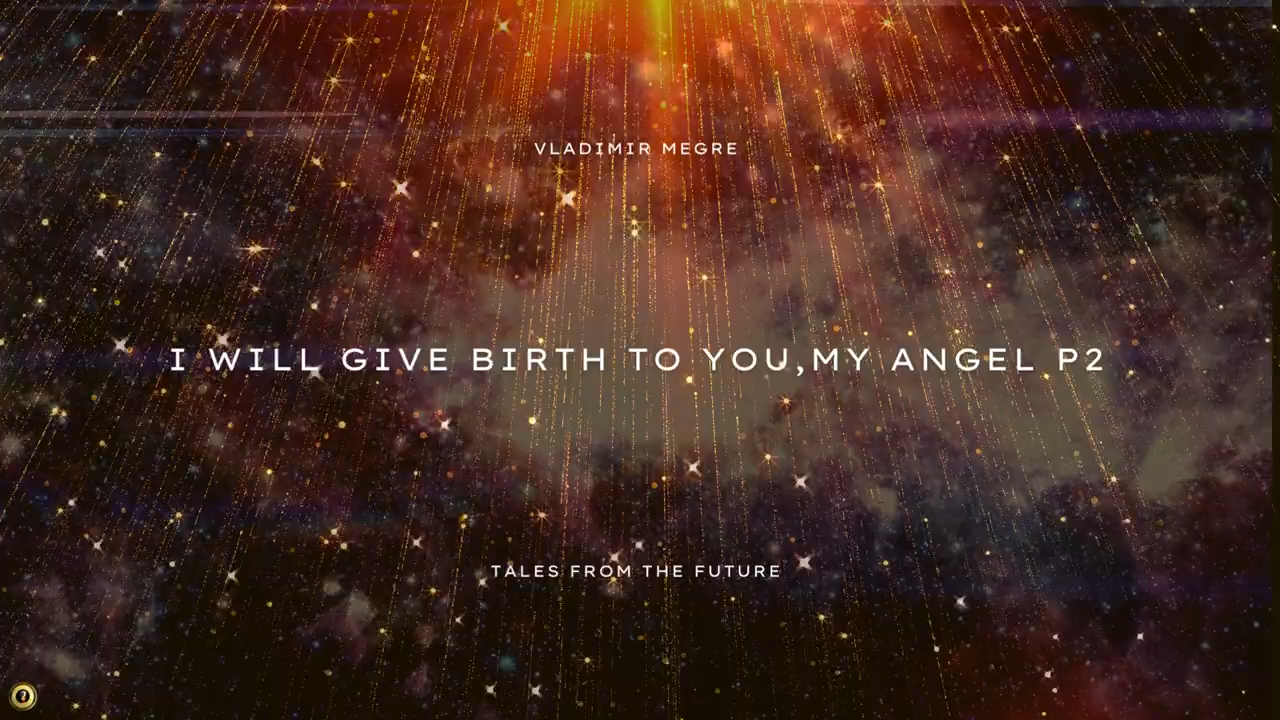 VLADIMIR MEGRE
I WILL GIVE BIRTH TO YOU,MY ANGEL P2
TALES FROM THE FUTURE